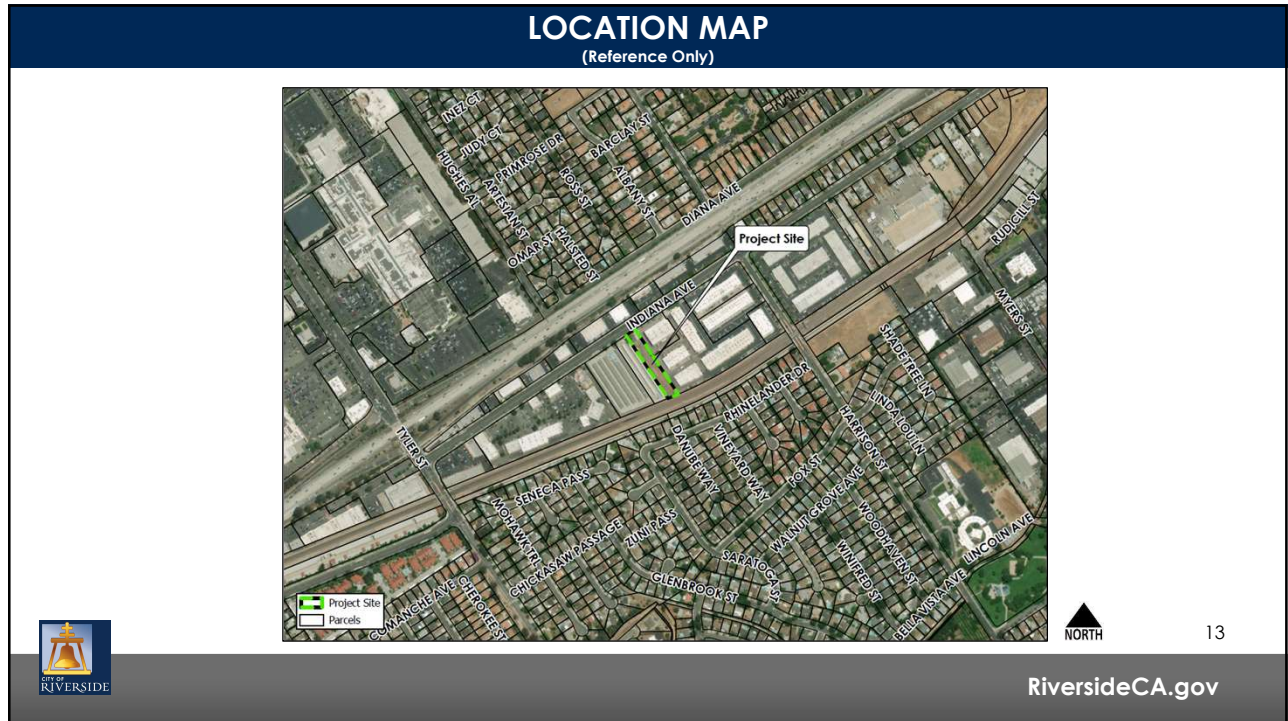 LOCATION MAP
(Reference Only)
INEZ CT
JUDY CT
PRIMROSE DR
BARCLAY ST
HUGHES AL
ARTESIAN ST
ROSS ST
ALBANY ST
DIANA AVE
OMAR ST
HALSTED ST
Project Site
RUDICILL ST
INDIANA AVE
MYERS ST
SHADE TREE LN
RHINELANDER DR
LINDA LOU LN
TYLER ST
DANUBE WAY
VINEYARD WAY
HARRISON ST
FOX ST
SENECA PASS
MOHAWK TRL
CHICKASAW PASSAGE
ZUNI PASS
WALNUT GROVE AVE
WOODHAVEN ST
LINCOLN AVE
SARATOGA ST
WINIFRED ST
GLENBROOK ST
COMANCHE AVE
CHEROKEE ST
BELLA VISTA AVE
Project Site
Parcels
NORTH
13
CITY OF
RIVERSIDE
RiversideCA.gov